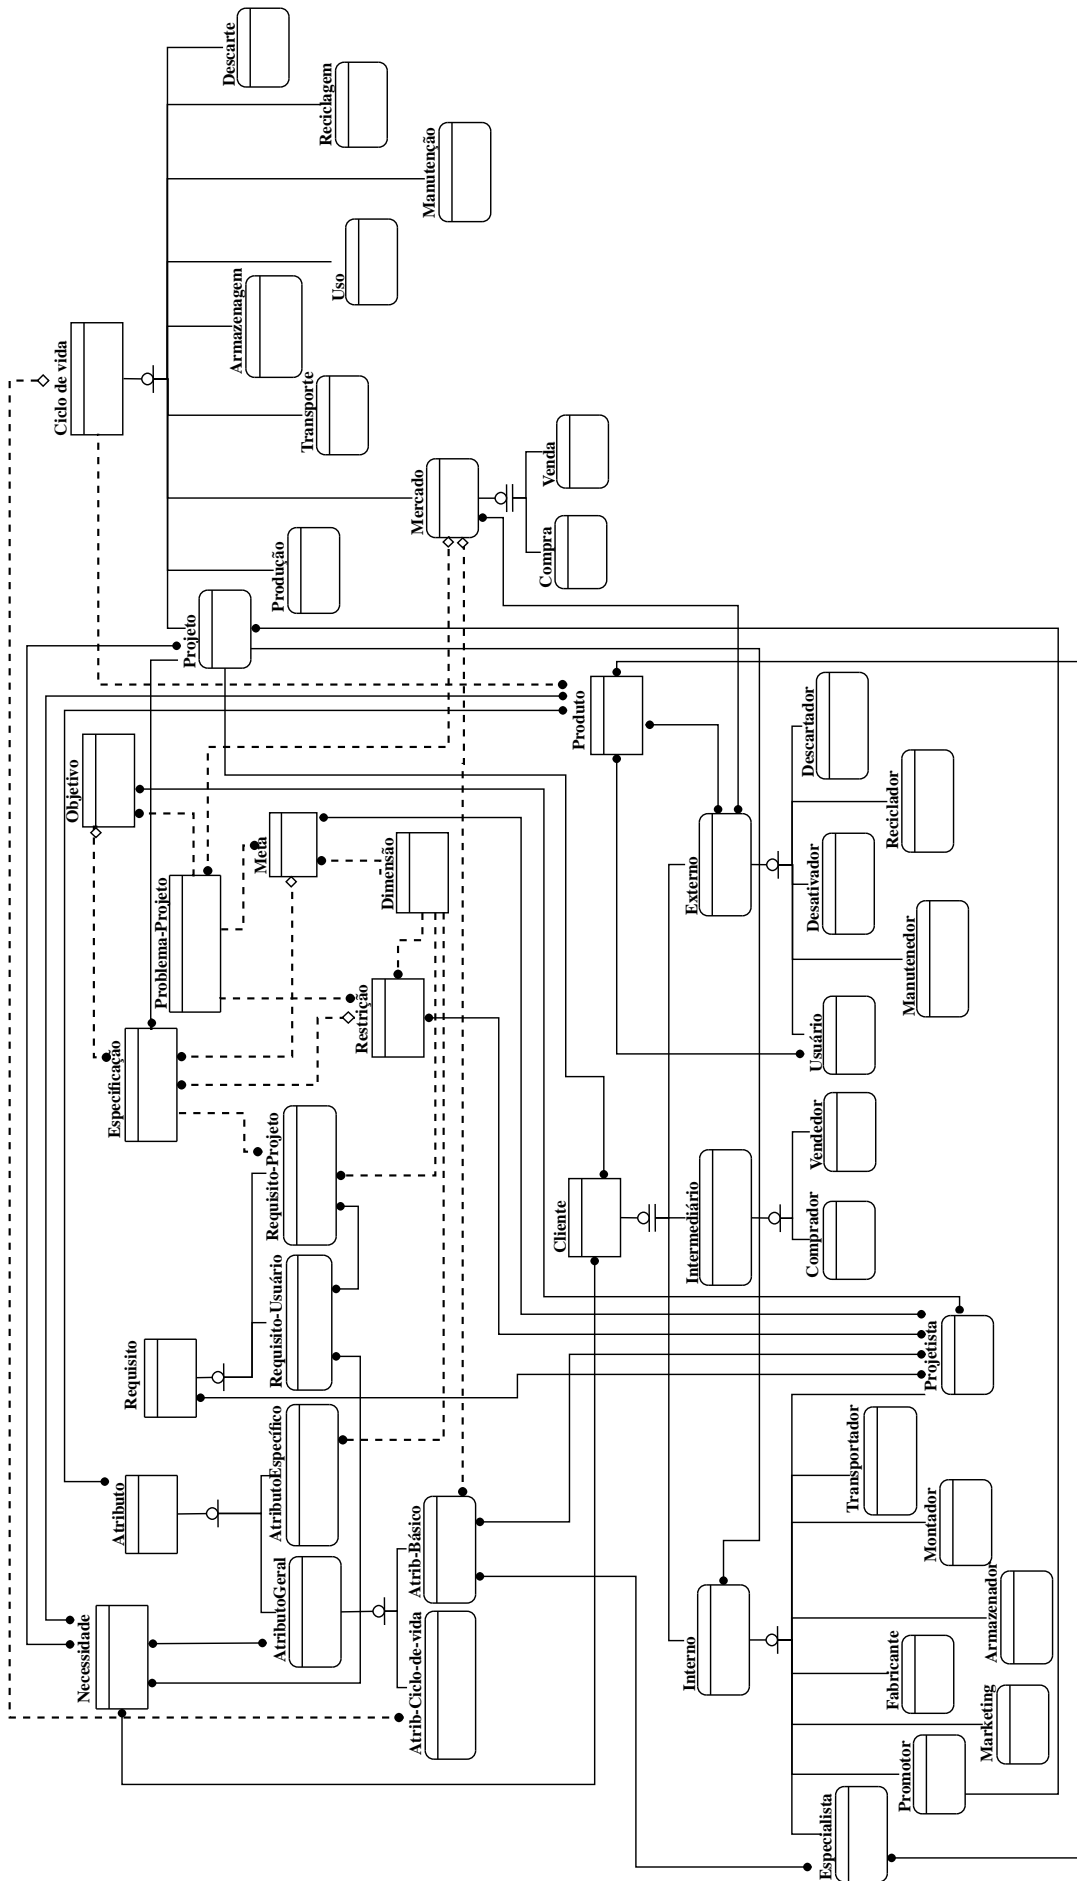 Descarte
Reciclagem
Manutenção
Uso
Armazenagem
Ciclo de vida
Transporte
Mercado
Venda
Compra
Produção
Projeto
Produto
Objetivo
Problema-Projeto
Meta
Dimensão
Restrição
Especificação
Requisito-Projeto
Requisito-Usuário
Requisito
Atributo
AtributoEspecífico
AtributoGeral
Atrib-Básico
Atrib-Ciclo-de-vida
Necessidade
Cliente
Externo
Descartador
Reciclador
Desativador
Manutenedor
Usuário
Intermediário
Vendedor
Comprador
Interno
Projetista
Transportador
Montador
Armazenador
Fabricante
Marketing
Promotor
Especialista